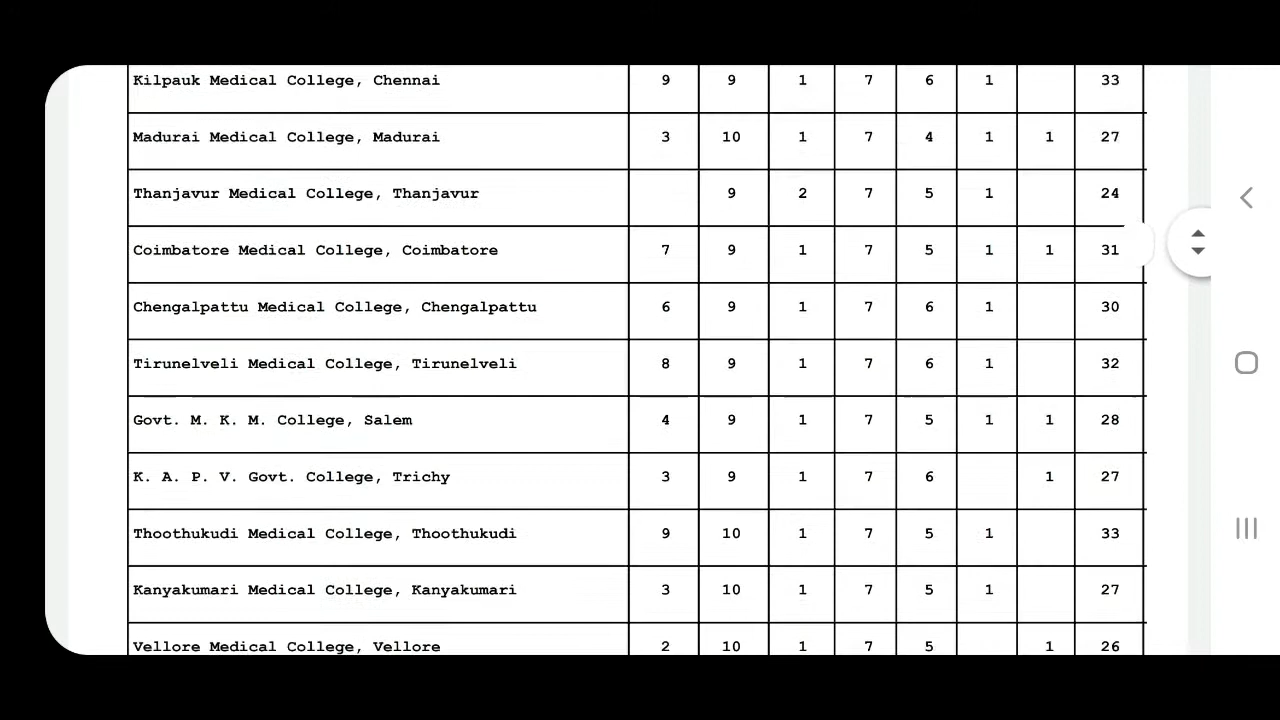 Kilpauk Medical College, Chennai 9 9 1 7 6 1 33
Madurai Medical College, Madurai 3 10 1 7 4 1 1 27
Thanjavur Medical College, Thanjavur 9 2 7 5 1 24
Coimbatore Medical College, Coimbatore 7 9 1 7 5 1 1 31
Chengalpattu Medical College, Chengalpattu 6 9 1 7 6 1 30
Tirunelveli Medical College, Tirunelveli 8 9 1 7 6 1 32
Govt. M. K. M. College, Salem 4 9 1 7 5 1 1 28
K. A. P. V. Govt. College, Trichy 3 9 1 7 6 1 27
Thoothukudi Medical College, Thoothukudi 9 10 1 7 5 1 33
Kanyakumari Medical College, Kanyakumari 3 10 1 7 5 1 27
Vellore Medical College, Vellore 2 10 1 7 5 1 26